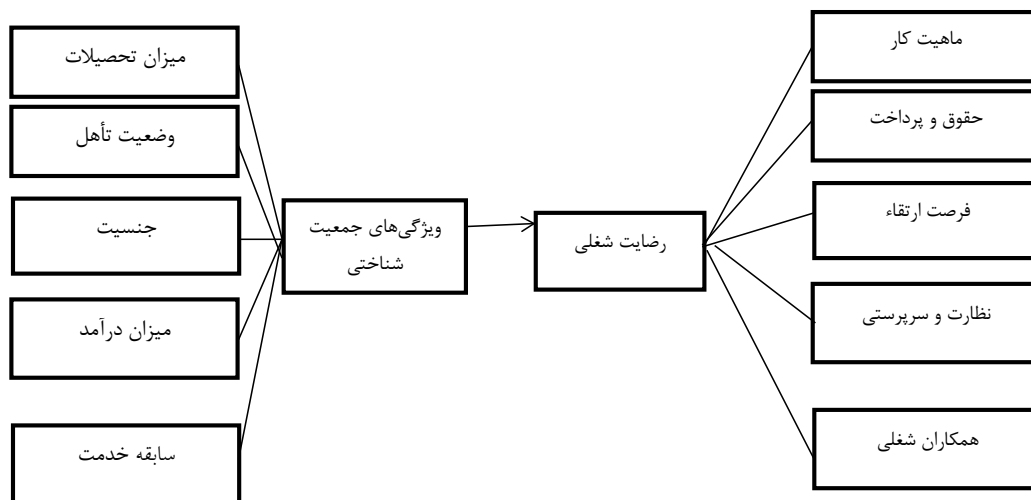 ماهیت کار
حقوق و پرداخت
فرصت ارتقاء
نظارت و سرپرستی
همکاران شغلی
رضایت شغلی
ویژگی‌های جمعیت
شناختی
میزان تحصیلات
وضعیت تأهل
جنسیت
میزان درآمد
سابقه خدمت